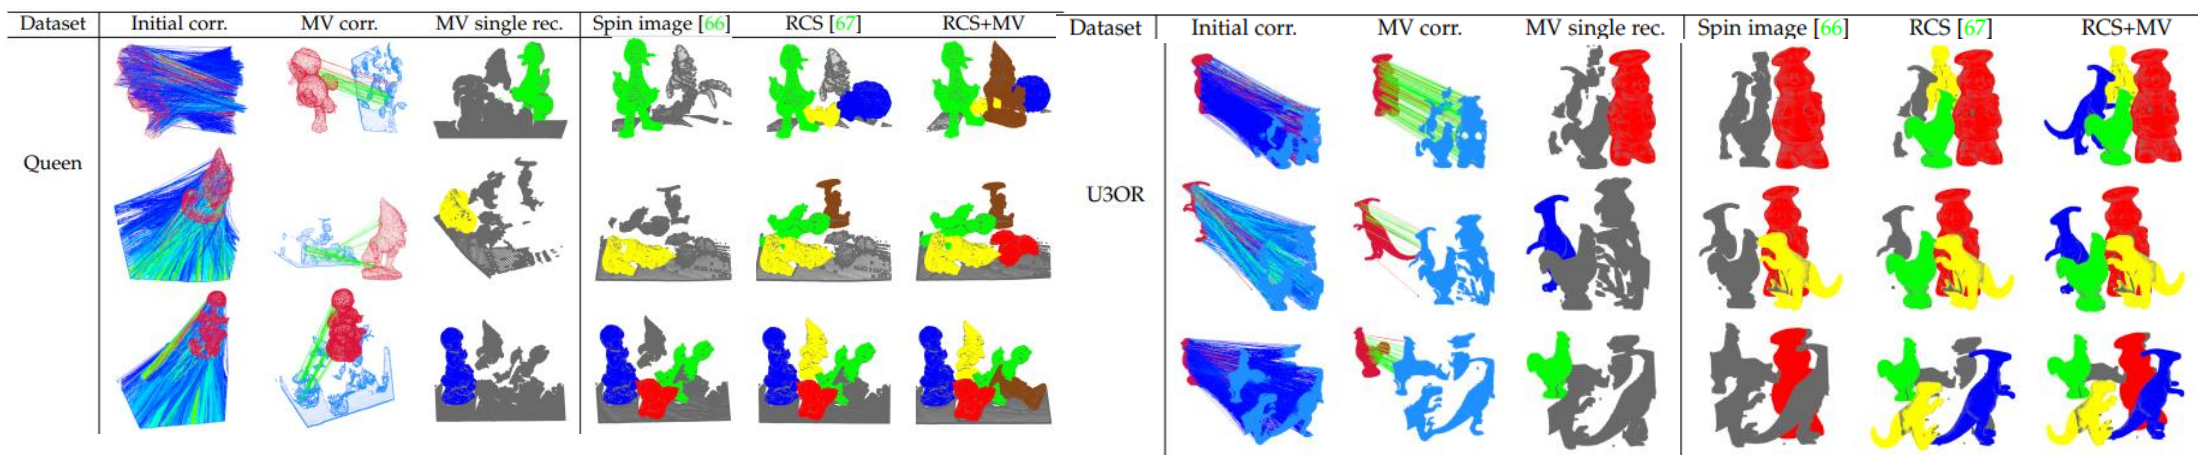 Dataset Initial corr. MV corr. MV single rec. Spin image [66] RCS [67] RCS+MV
Queen
Dataset Initial corr. MV corr. MV single rec. Spin image [66] RCS [67] RCS+MV
U3OR